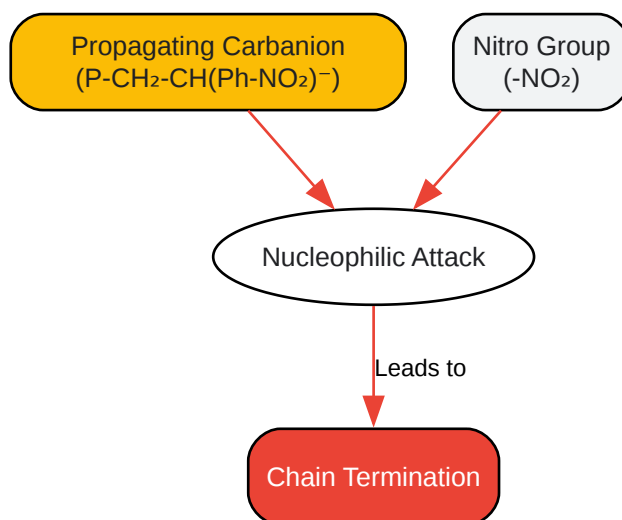 Propagating Carbanion
(P-CH₂-CH(Ph-NO₂)⁻)
Nitro Group
(-NO₂)
Nucleophilic Attack
Leads to
Chain Termination